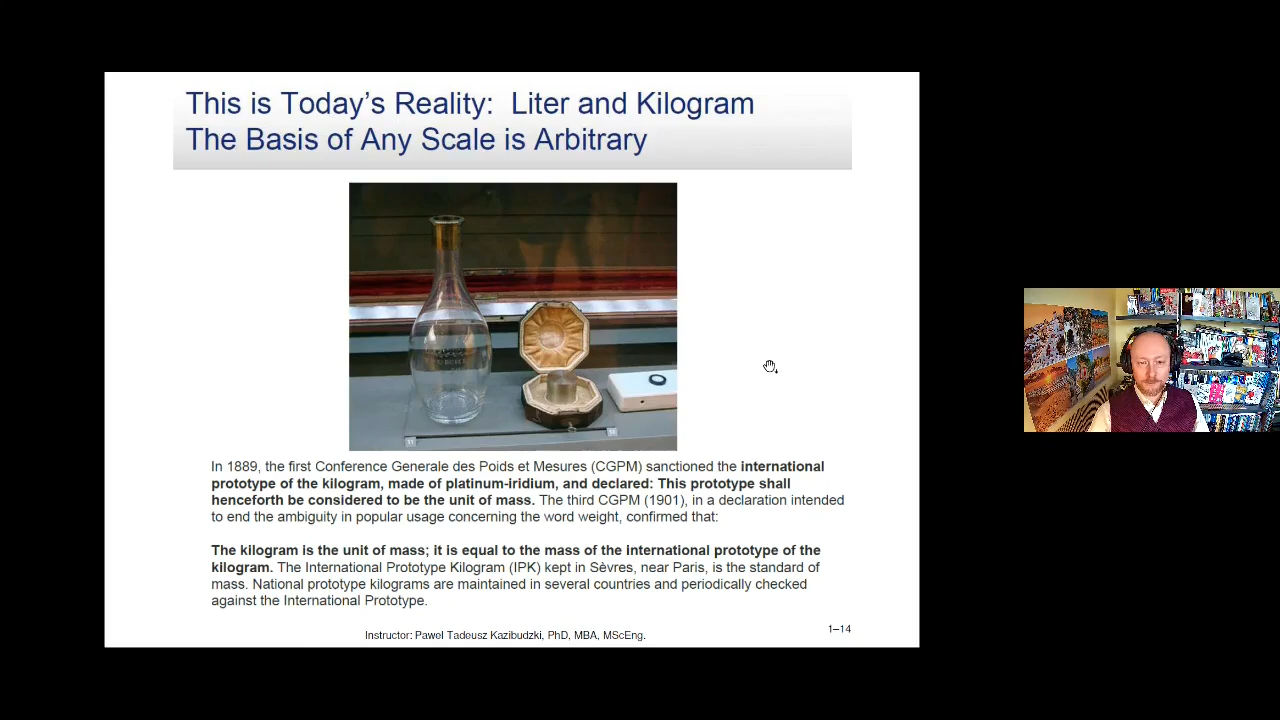 This is Today's Reality:  Liter and Kilogram
The Basis of Any Scale is Arbitrary
In 1889, the first Conference Generale des Poids et Mesures (CGPM) sanctioned the international
prototype of the kilogram, made of platinum-iridium, and declared: This prototype shall
henceforth be considered to be the unit of mass. The third CGPM (1901), in a declaration intended
to end the ambiguity in popular usage concerning the word weight, confirmed that:
The kilogram is the unit of mass; it is equal to the mass of the international prototype of the
kilogram. The International Prototype Kilogram (IPK) kept in Sèvres, near Paris, is the standard of
mass. National prototype kilograms are maintained in several countries and periodically checked
against the International Prototype.
Instructor: Pawel Tadeusz Kazibudzki, PhD, MBA, MScEng.
1–14